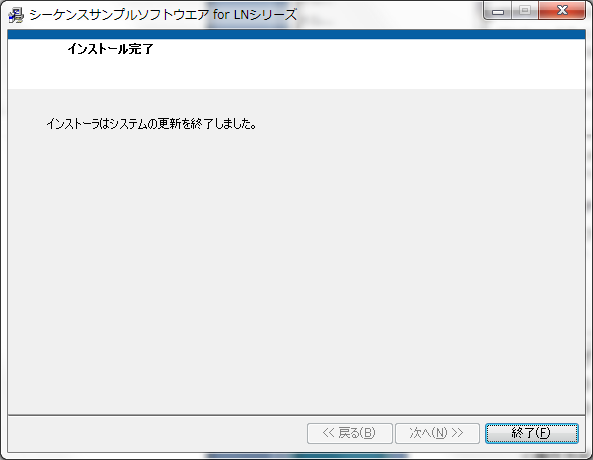 シーケンスサンプルソフトウエア for LNシリーズ
インストール完了
インストーラはシステムの更新を終了しました。
<< 戻る(B)
次へ(N) >>
終了(F)